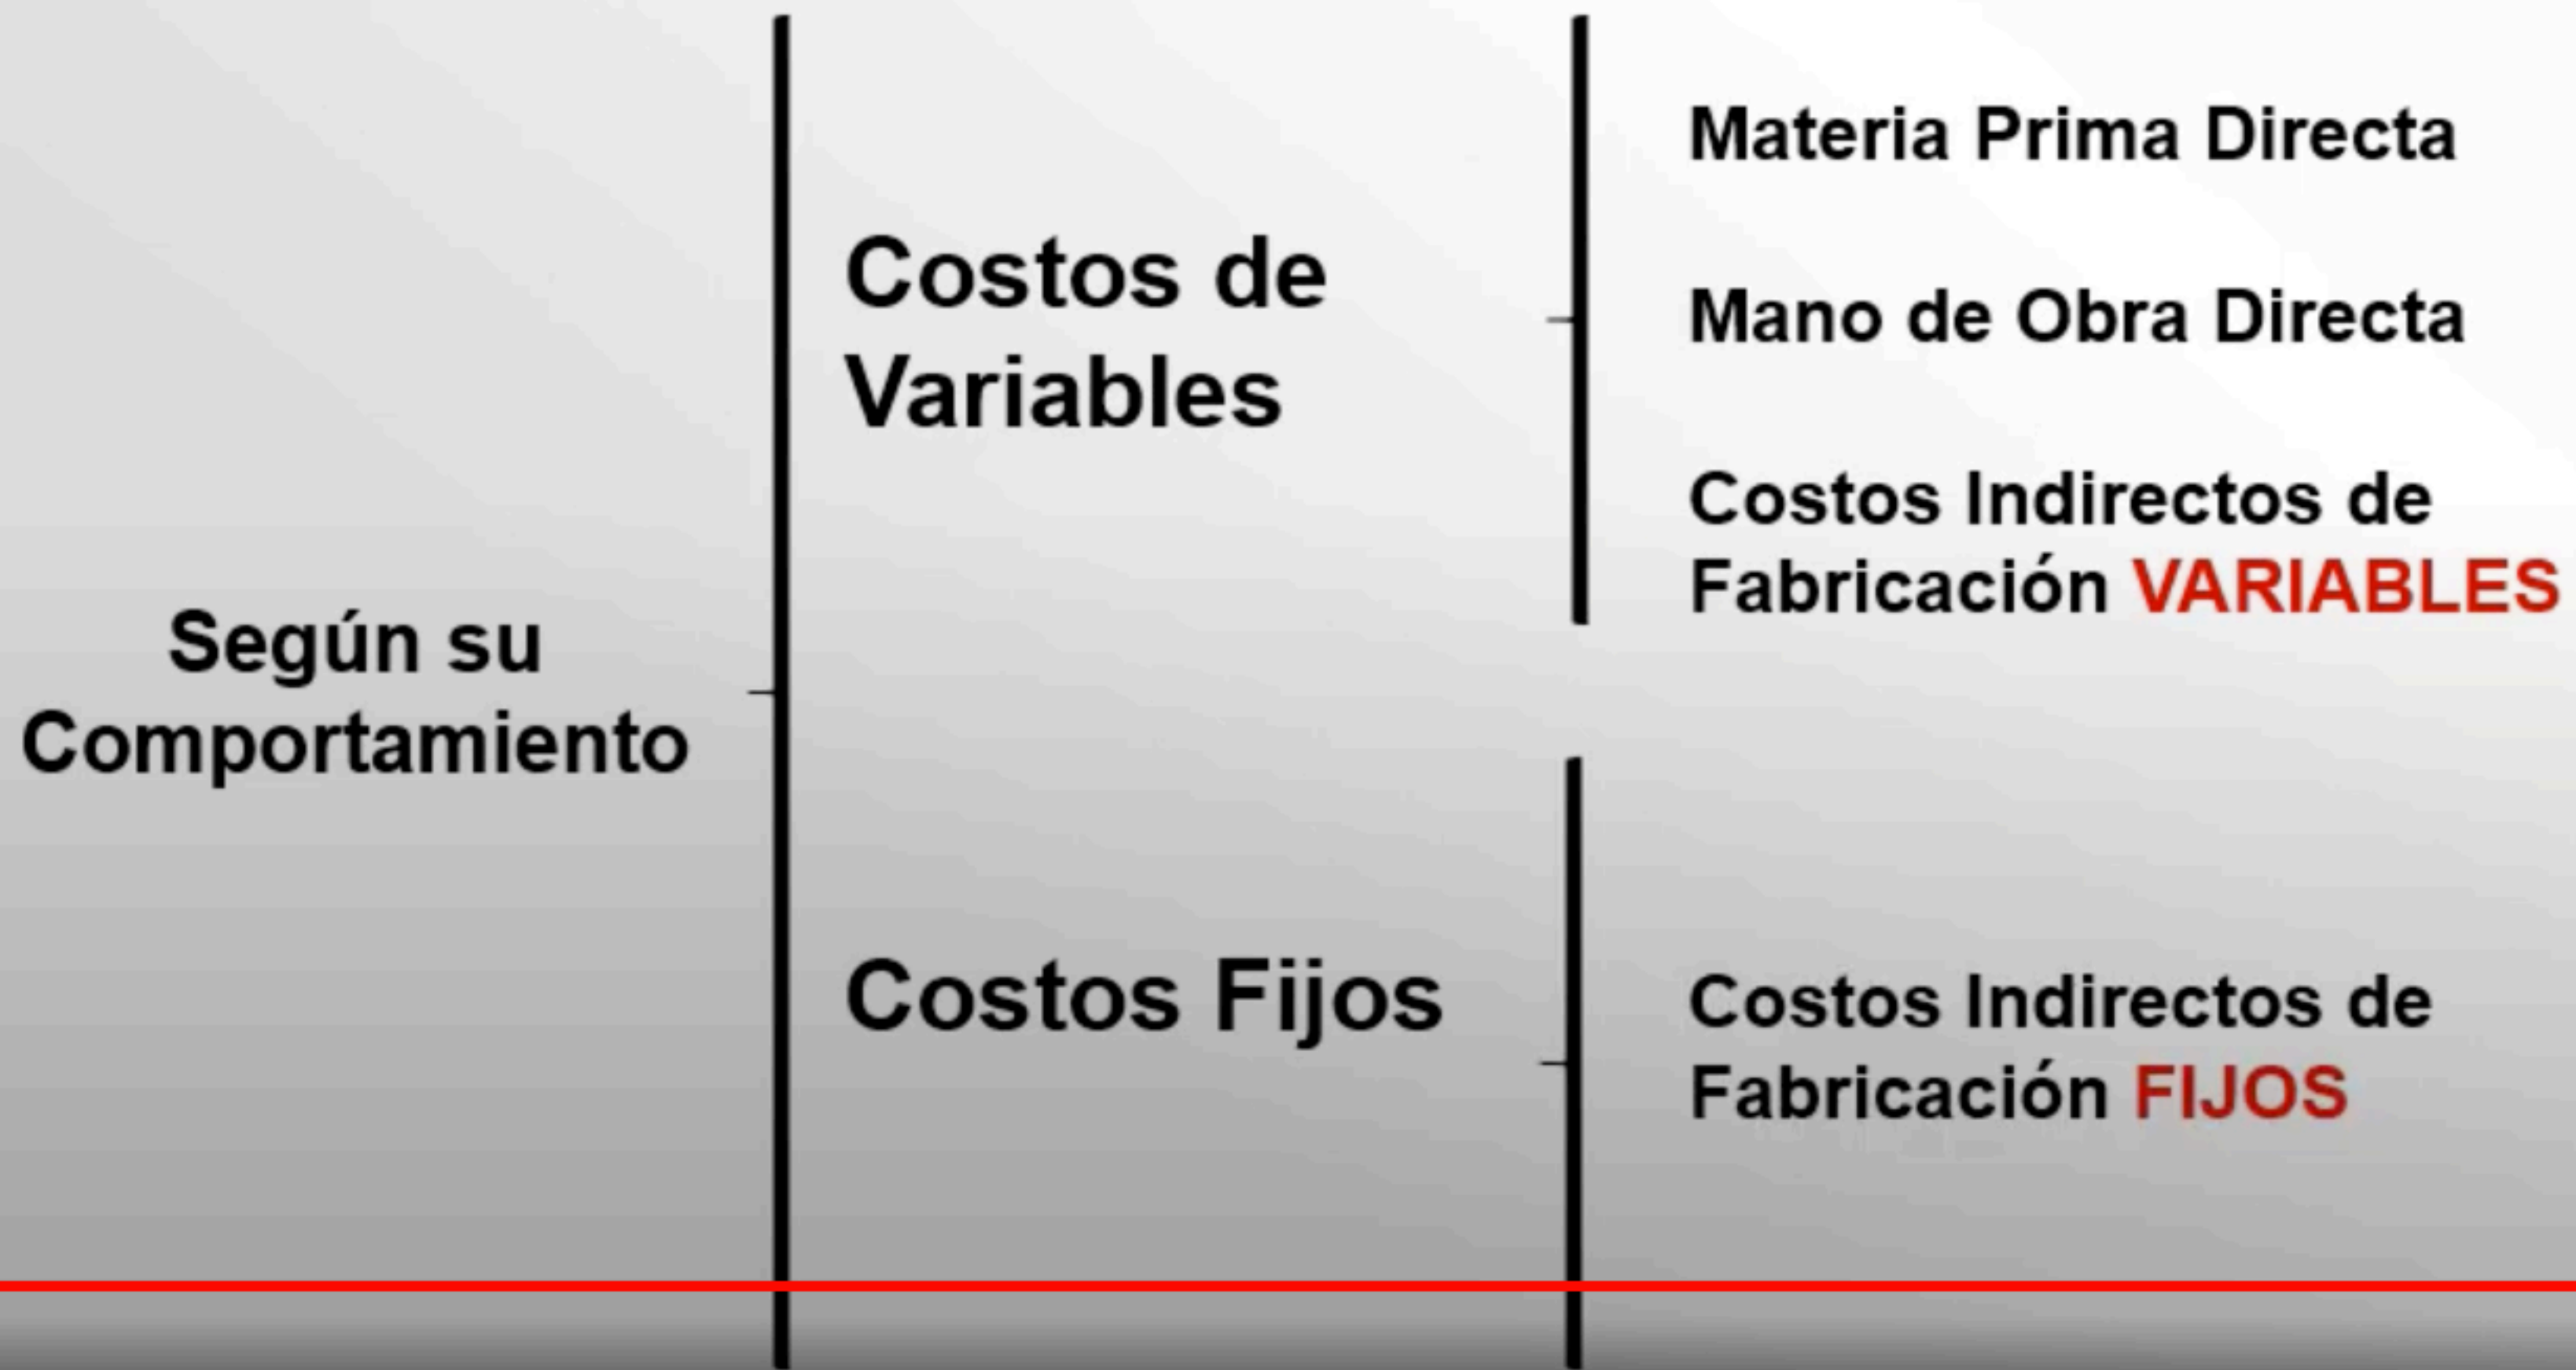 Según su
Comportamiento
Costos de
Variables
Materia Prima Directa
Mano de Obra Directa
Costos Indirectos de
Fabricación VARIABLES
Costos Fijos
Costos Indirectos de
Fabricación FIJOS